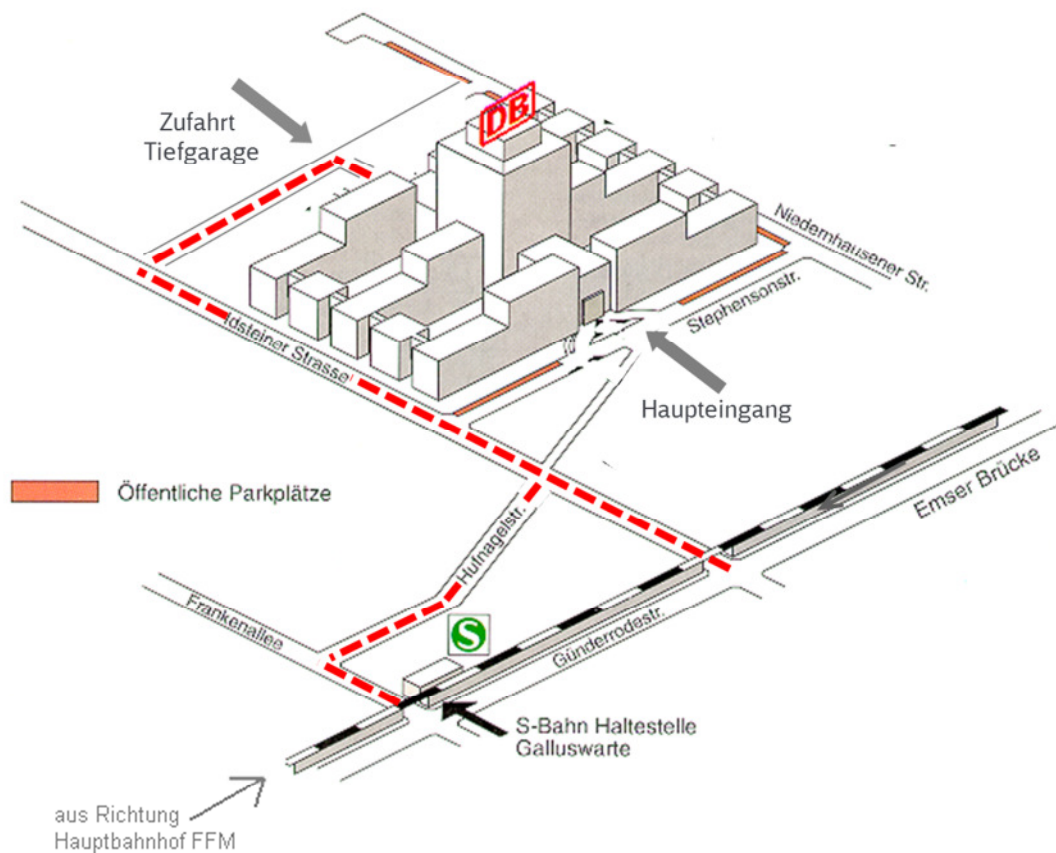 DB
Zufahrt
Tiefgarage
Niedernhausener Str.
Stephensonstr.
Idsteiner Strasse
Haupteingang
Öffentliche Parkplätze
Emser Brücke
Hufnagelstr.
Frankenallee
S
Günderrodestr.
S-Bahn Haltestelle
Galluswarte
aus Richtung
Hauptbahnhof FFM